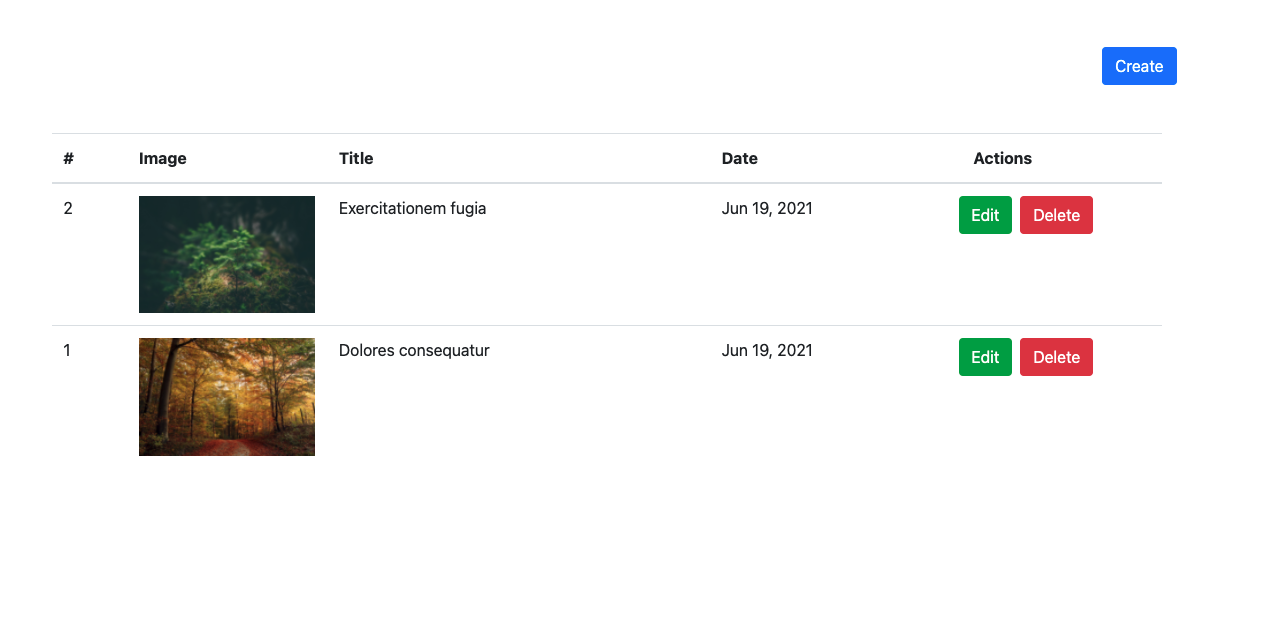 Create
# Image Title Date Actions
2 Exercitationem fugia Jun 19, 2021 Edit Delete
1 Dolores consequatur Jun 19, 2021 Edit Delete